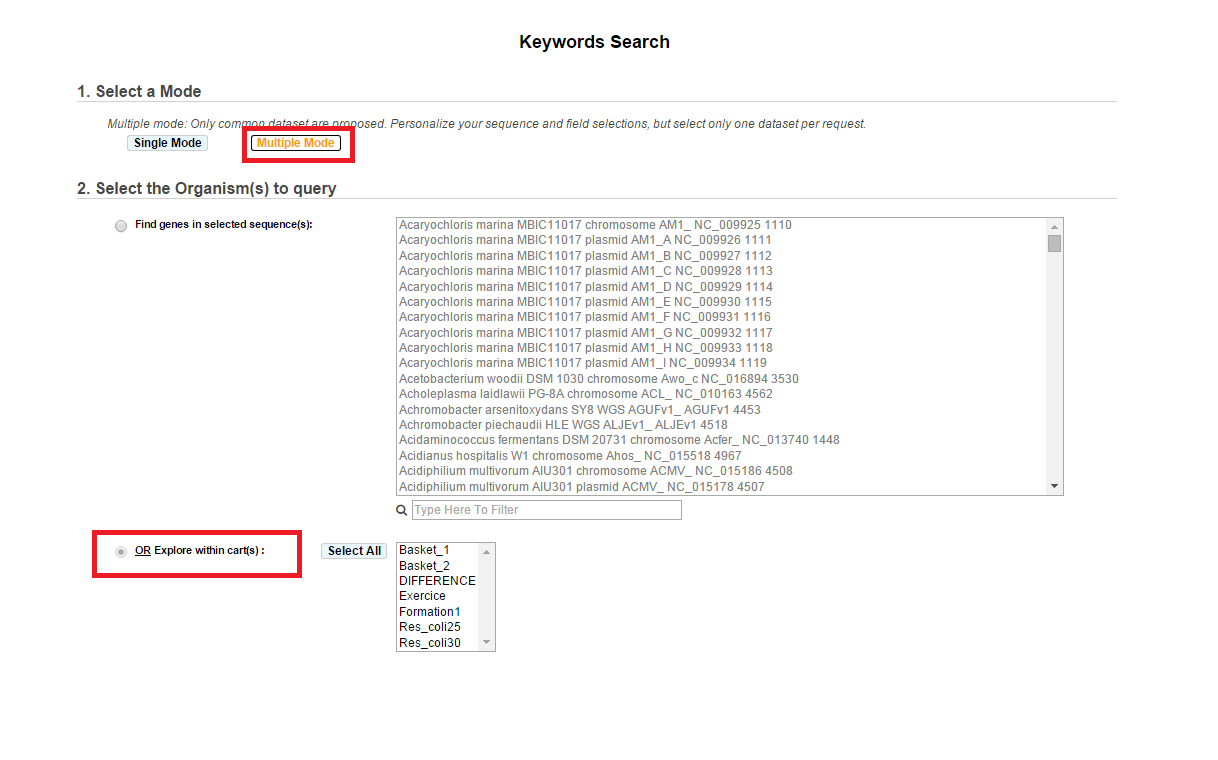 Keywords Search
1. Select a Mode
Multiple mode: Only common dataset are proposed. Personalize your sequence and field selections, but select only one dataset per request.
Single Mode Multiple Mode
2. Select the Organism(s) to query
Find genes in selected sequence(s):
Acaryochloris marina MBIC11017 chromosome AM1_ NC_009925 1110
Acaryochloris marina MBIC11017 plasmid AM1_A NC_009926 1111
Acaryochloris marina MBIC11017 plasmid AM1_B NC_009927 1112
Acaryochloris marina MBIC11017 plasmid AM1_C NC_009928 1113
Acaryochloris marina MBIC11017 plasmid AM1_D NC_009929 1114
Acaryochloris marina MBIC11017 plasmid AM1_E NC_009930 1115
Acaryochloris marina MBIC11017 plasmid AM1_F NC_009931 1116
Acaryochloris marina MBIC11017 plasmid AM1_G NC_009932 1117
Acaryochloris marina MBIC11017 plasmid AM1_H NC_009933 1118
Acaryochloris marina MBIC11017 plasmid AM1_I NC_009934 1119
Acetobacterium woodii DSM 1030 chromosome Awo_c NC_016894 3530
Acholeplasma laidlawii PG-8A chromosome ACL_ NC_010163 4562
Achromobacter arsenitoxydans SY8 WGS AGUFv1_ AGUFv1 4453
Achromobacter piechaudii HLE WGS ALJEv1_ ALJEv1 4518
Acidaminococcus fermentans DSM 20731 chromosome Acfer_ NC_013740 1448
Acidianus hospitalis W1 chromosome Ahos_ NC_015518 4967
Acidiphilium multivorum AIU301 chromosome ACMV_ NC_015186 4508
Acidiphilium multivorum AIU301 plasmid ACMV_ NC_015178 4507
Type Here To Filter
OR Explore within cart(s) :
Select All
Basket_1
Basket_2
DIFFERENCE
Exercice
Formation1
Res_coli25
Res_coli30